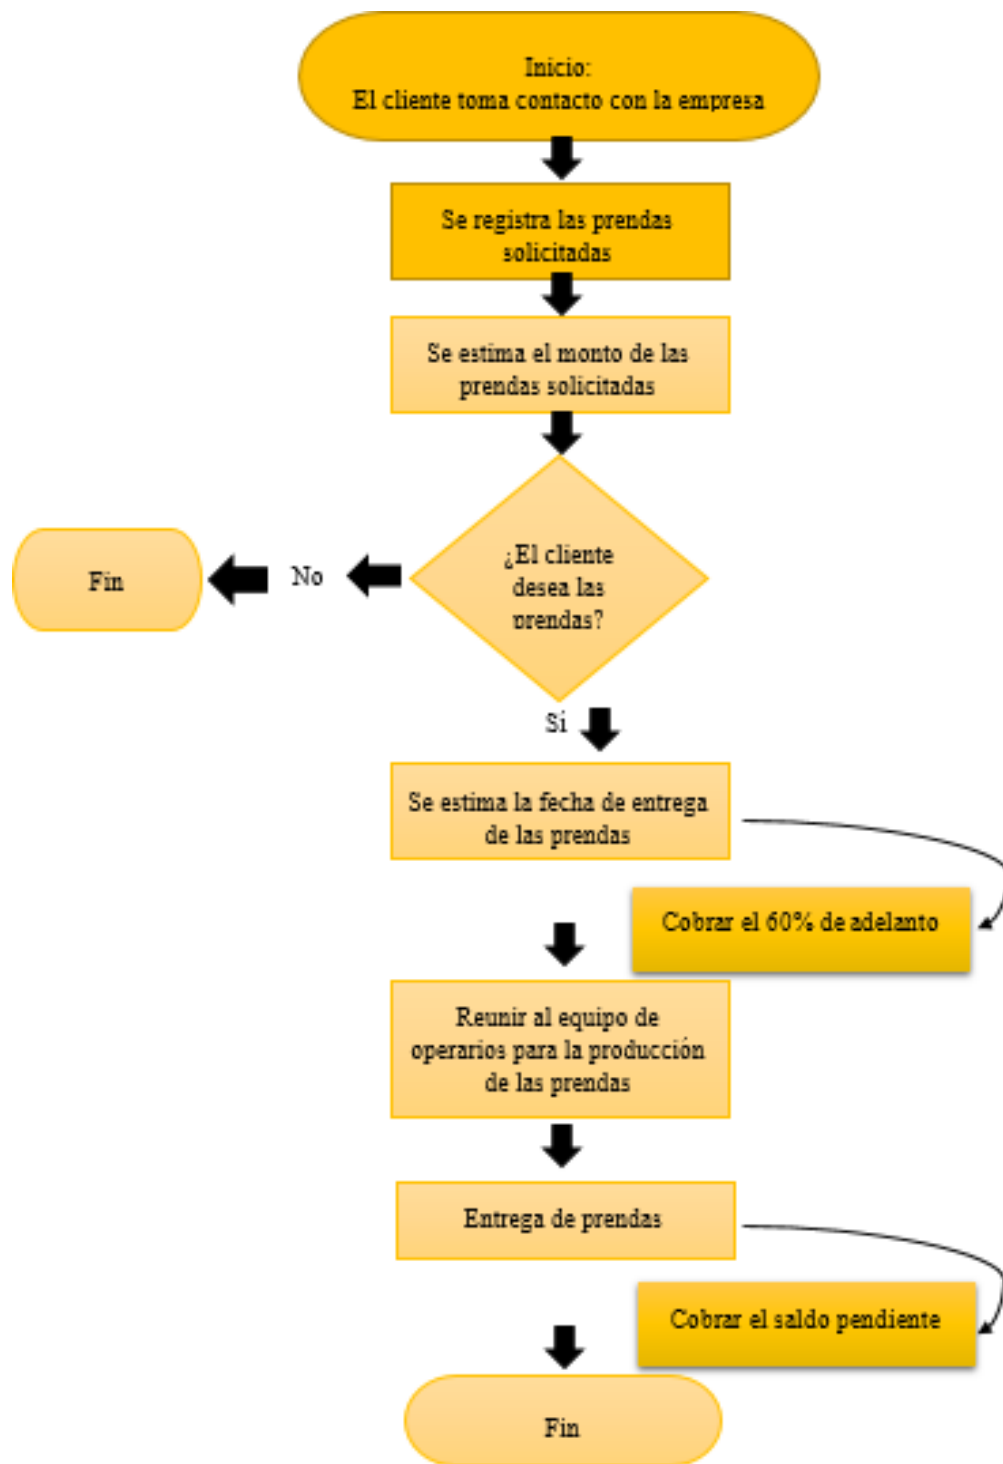 Inicio:
El cliente toma contacto con la empresa
Se registra las prendas
solicitadas
Se estima el monto de las
prendas solicitadas
¿El cliente
desea las
prendas?
No
Fin
Si
Se estima la fecha de entrega
de las prendas
Cobrar el 60% de adelanto
Reunir al equipo de
operarios para la producción
de las prendas
Entrega de prendas
Cobrar el saldo pendiente
Fin